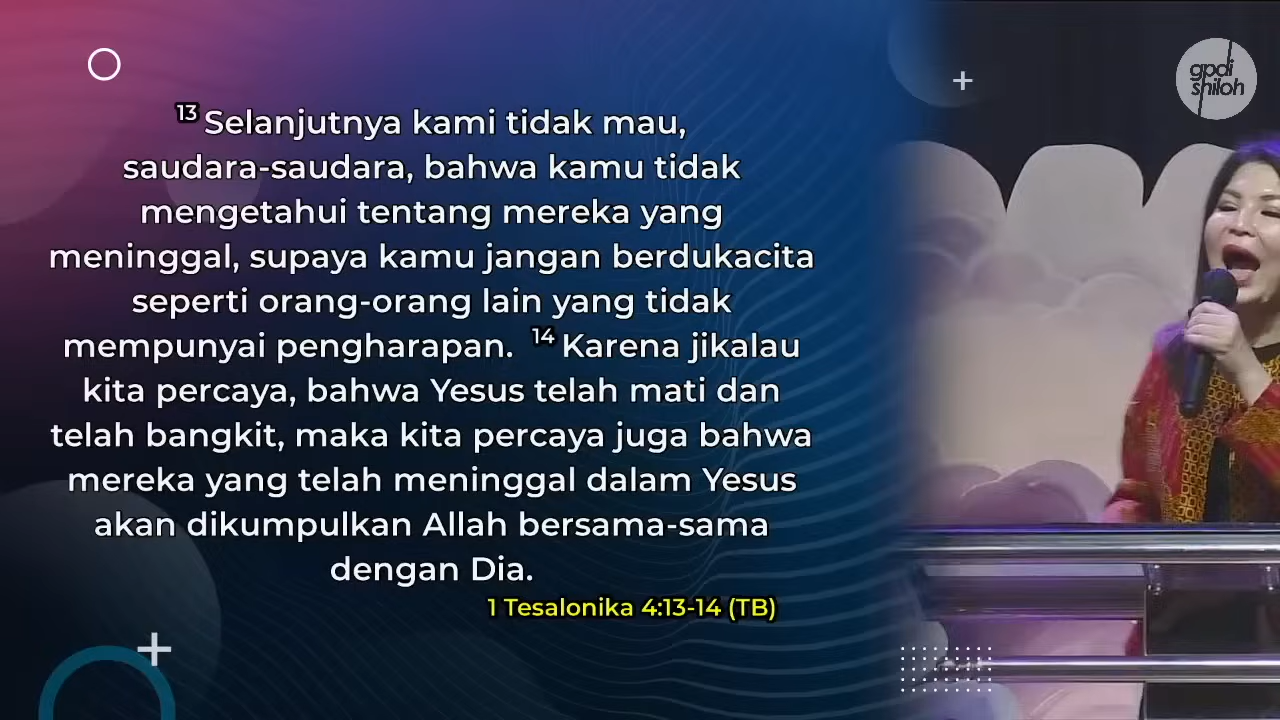 gpdi
shiloh
13 Selanjutnya kami tidak mau,
saudara-saudara, bahwa kamu tidak
mengetahui tentang mereka yang
meninggal, supaya kamu jangan berdukacita
seperti orang-orang lain yang tidak
mempunyai pengharapan. 14 Karena jikalau
kita percaya, bahwa Yesus telah mati dan
telah bangkit, maka kita percaya juga bahwa
mereka yang telah meninggal dalam Yesus
akan dikumpulkan Allah bersama-sama
dengan Dia.
1 Tesalonika 4:13-14 (TB)